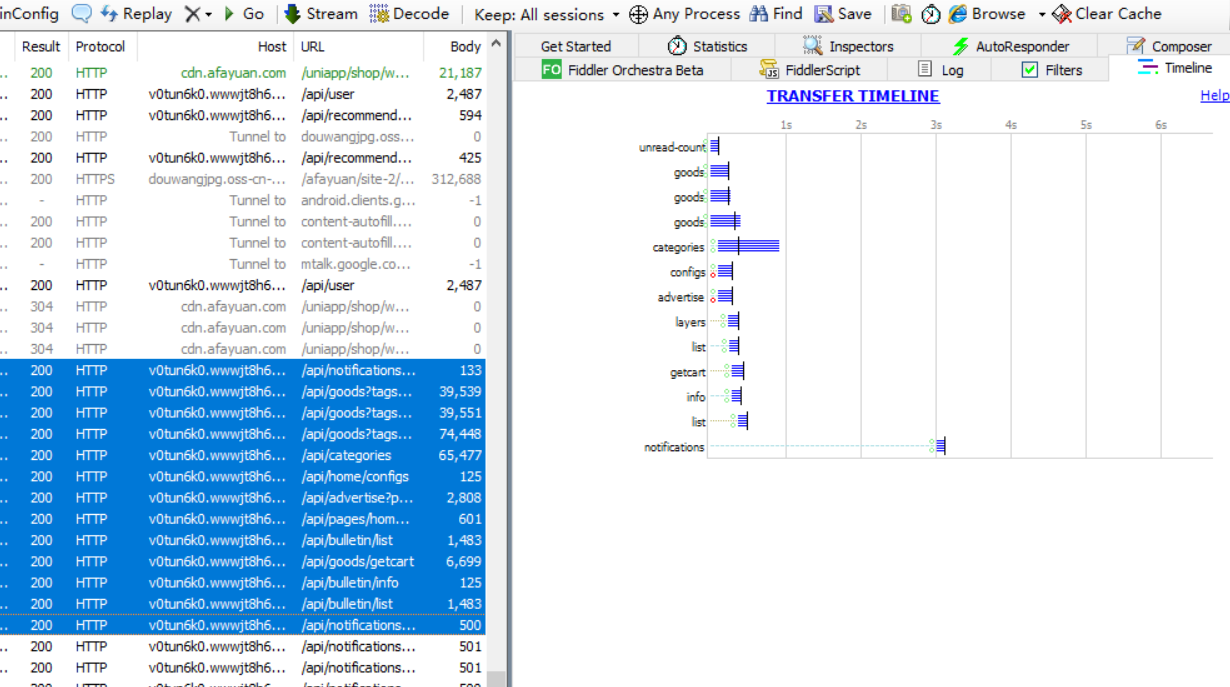 inConfig Replay Go Stream Decode Keep: All sessions Any Process Find Save Browse Clear Cache
Result Protocol Host URL Body
.. 200 HTTP cdn.afayuan.com /uniapp/shop/w... 21,187
.. 200 HTTP v0tun6k0.wwwjt8h6... /api/user 2,487
.. 200 HTTP v0tun6k0.wwwjt8h6... /api/recommend... 594
.. 200 HTTP Tunnel to douwangjpg.oss... 0
.. 200 HTTP v0tun6k0.wwwjt8h6... /api/recommend... 425
.. 200 HTTPS douwangjpg.oss-cn-... /afayuan/site-2/... 312,688
.. - HTTP Tunnel to android.clients.g... -1
.. 200 HTTP Tunnel to content-autofill.... 0
.. 200 HTTP Tunnel to content-autofill.... 0
.. - HTTP Tunnel to mtalk.google.co... -1
.. 200 HTTP v0tun6k0.wwwjt8h6... /api/user 2,487
.. 304 HTTP cdn.afayuan.com /uniapp/shop/w... 0
.. 304 HTTP cdn.afayuan.com /uniapp/shop/w... 0
.. 304 HTTP cdn.afayuan.com /uniapp/shop/w... 0
.. 200 HTTP v0tun6k0.wwwjt8h6... /api/notifications... 133
.. 200 HTTP v0tun6k0.wwwjt8h6... /api/goods?tags... 39,539
.. 200 HTTP v0tun6k0.wwwjt8h6... /api/goods?tags... 39,551
.. 200 HTTP v0tun6k0.wwwjt8h6... /api/goods?tags... 74,448
.. 200 HTTP v0tun6k0.wwwjt8h6... /api/categories 65,477
.. 200 HTTP v0tun6k0.wwwjt8h6... /api/home/configs 125
.. 200 HTTP v0tun6k0.wwwjt8h6... /api/advertise?p... 2,808
.. 200 HTTP v0tun6k0.wwwjt8h6... /api/pages/hom... 601
.. 200 HTTP v0tun6k0.wwwjt8h6... /api/bulletin/list 1,483
.. 200 HTTP v0tun6k0.wwwjt8h6... /api/goods/getcart 6,699
.. 200 HTTP v0tun6k0.wwwjt8h6... /api/bulletin/info 125
.. 200 HTTP v0tun6k0.wwwjt8h6... /api/bulletin/list 1,483
.. 200 HTTP v0tun6k0.wwwjt8h6... /api/notifications... 500
.. 200 HTTP v0tun6k0.wwwjt8h6... /api/notifications... 501
.. 200 HTTP v0tun6k0.wwwjt8h6... /api/notifications... 501
Get Started Statistics Inspectors AutoResponder Composer
FO Fiddler Orchestra Beta JS FiddlerScript Log Filters Timeline
TRANSFER TIMELINE Help
1s 2s 3s 4s 5s 6s
unread-count
goods
goods
goods
categories
configs
advertise
layers
list
getcart
info
list
notifications